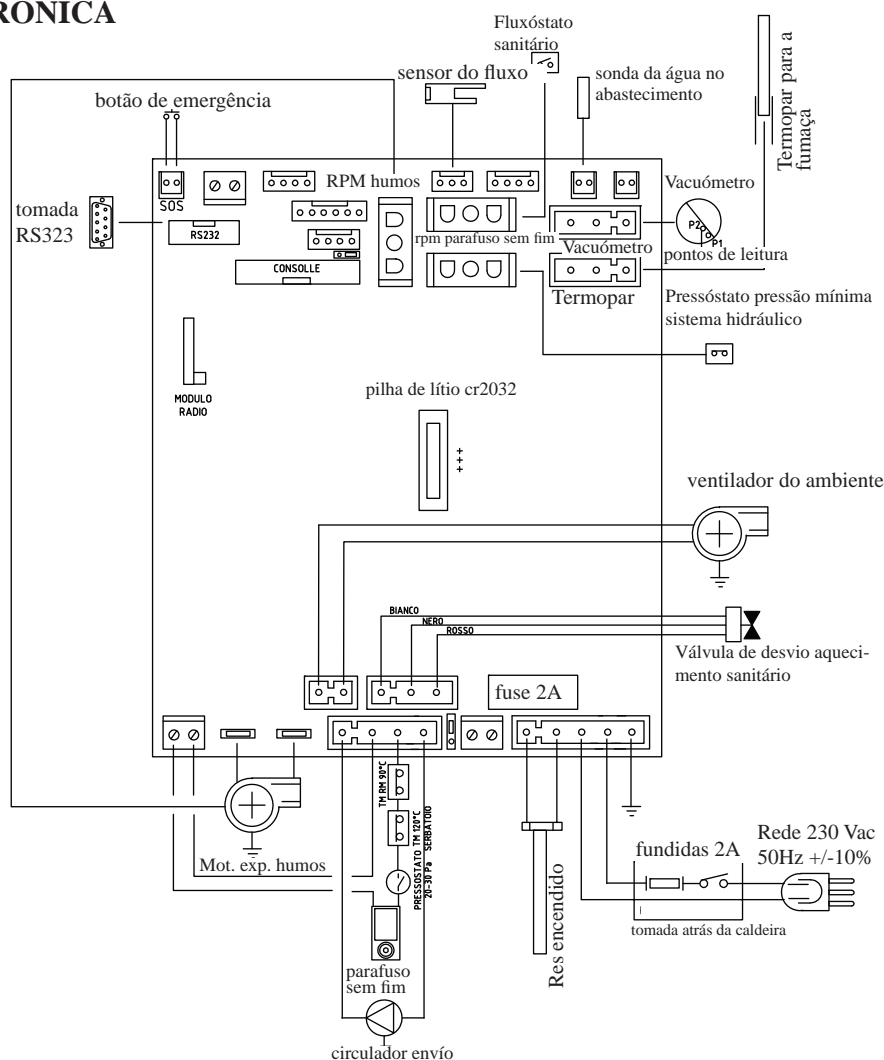 RONICA
Fluxóstato
sanitário
sensor do fluxo
sonda da água no
abastecimento
Termopar para a
fumaça
botão de emergência
RPM humos
Vacuómetro
SOS
tomada
RS323
RS232
rpm parafuso sem fim
P2
P1
Vacuómetro
pontos de leitura
CONSOLLE
Termopar
Pressóstato pressão mínima
sistema hidráulico
MODULO
RADIO
pilha de lítio cr2032
+++
ventilador do ambiente
BIANCO
NERO
ROSSO
Válvula de desvio aqueci-
mento sanitário
fuse 2A
TM RM 90°C
TM 120°C
SERBATOIO
PRESSOSTATO
20-30 Pa
Mot. exp. humos
parafuso
sem fim
circulador envío
Res encendido
fundidas 2A
Rede 230 Vac
50Hz +/-10%
tomada atrás da caldeira